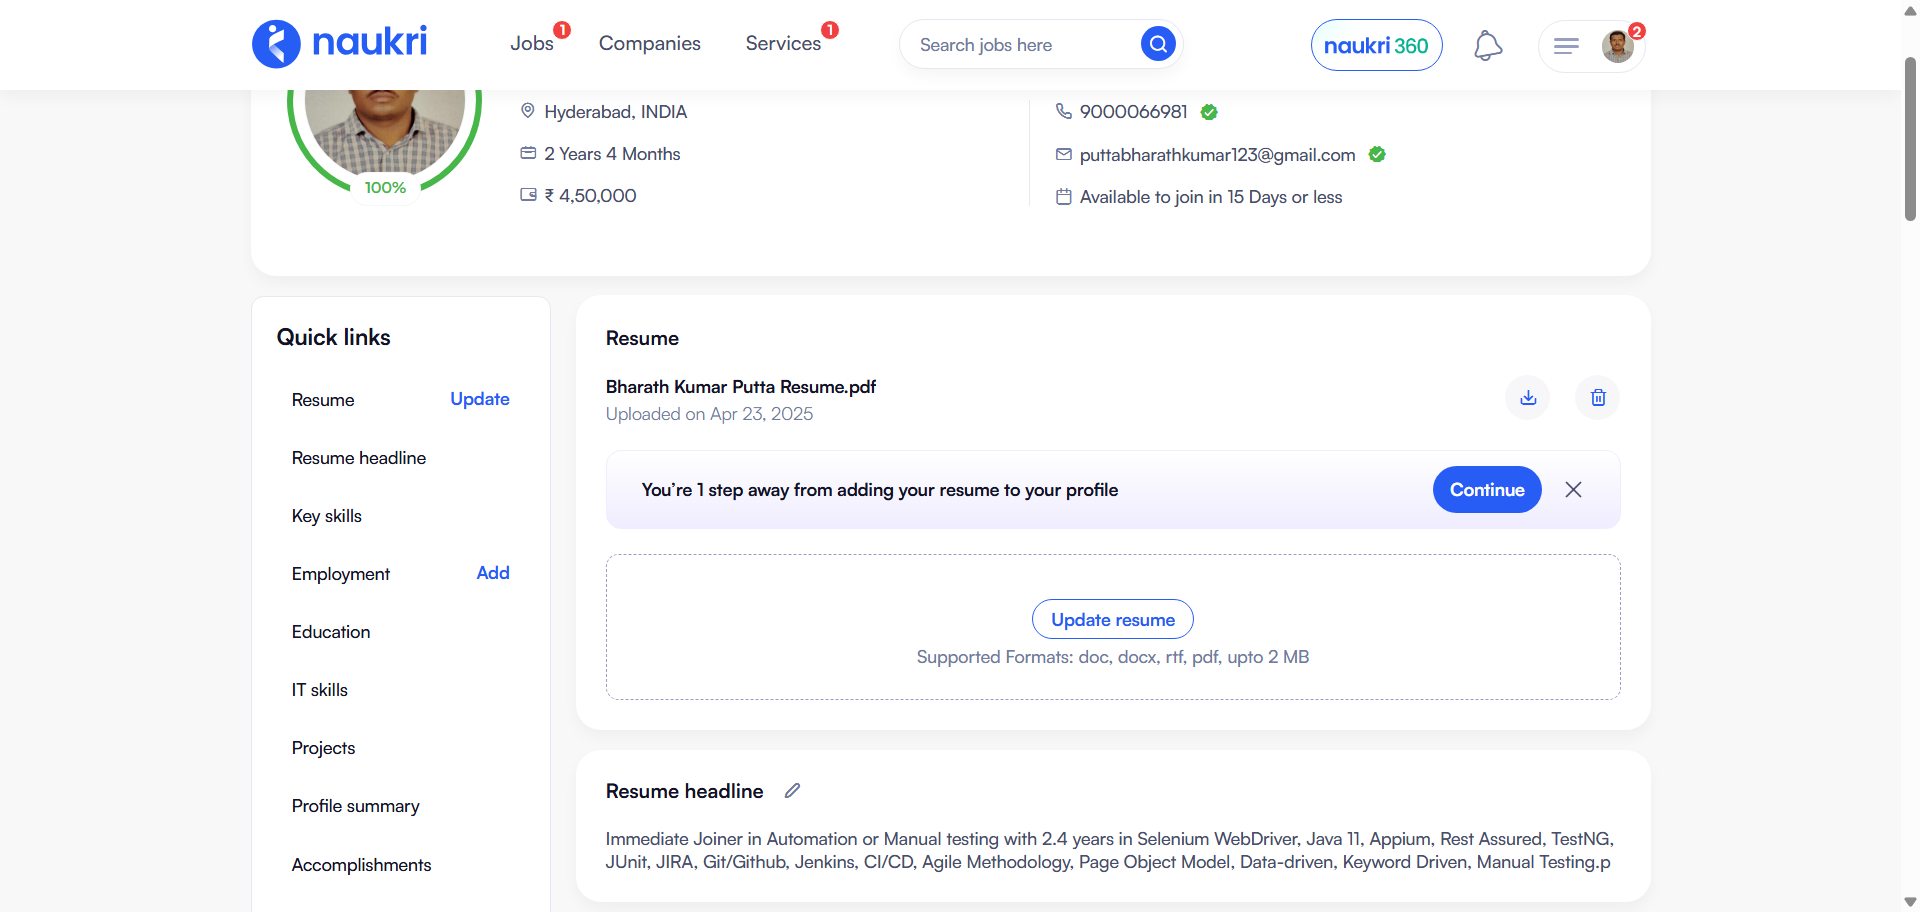 naukri
Jobs 1
Companies
Services 1
Search jobs here
naukri 360
2
Hyderabad, INDIA
2 Years 4 Months
₹ 4,50,000
100%
9000066981
puttabharathkumar123@gmail.com
Available to join in 15 Days or less
Quick links
Resume Update
Resume headline
Key skills
Employment Add
Education
IT skills
Projects
Profile summary
Accomplishments
Resume
Bharath Kumar Putta Resume.pdf
Uploaded on Apr 23, 2025
You're 1 step away from adding your resume to your profile
Continue
Update resume
Supported Formats: doc, docx, rtf, pdf, upto 2 MB
Resume headline
Immediate Joiner in Automation or Manual testing with 2.4 years in Selenium WebDriver, Java 11, Appium, Rest Assured, TestNG,
JUnit, JIRA, Git/Github, Jenkins, CI/CD, Agile Methodology, Page Object Model, Data-driven, Keyword Driven, Manual Testing.p